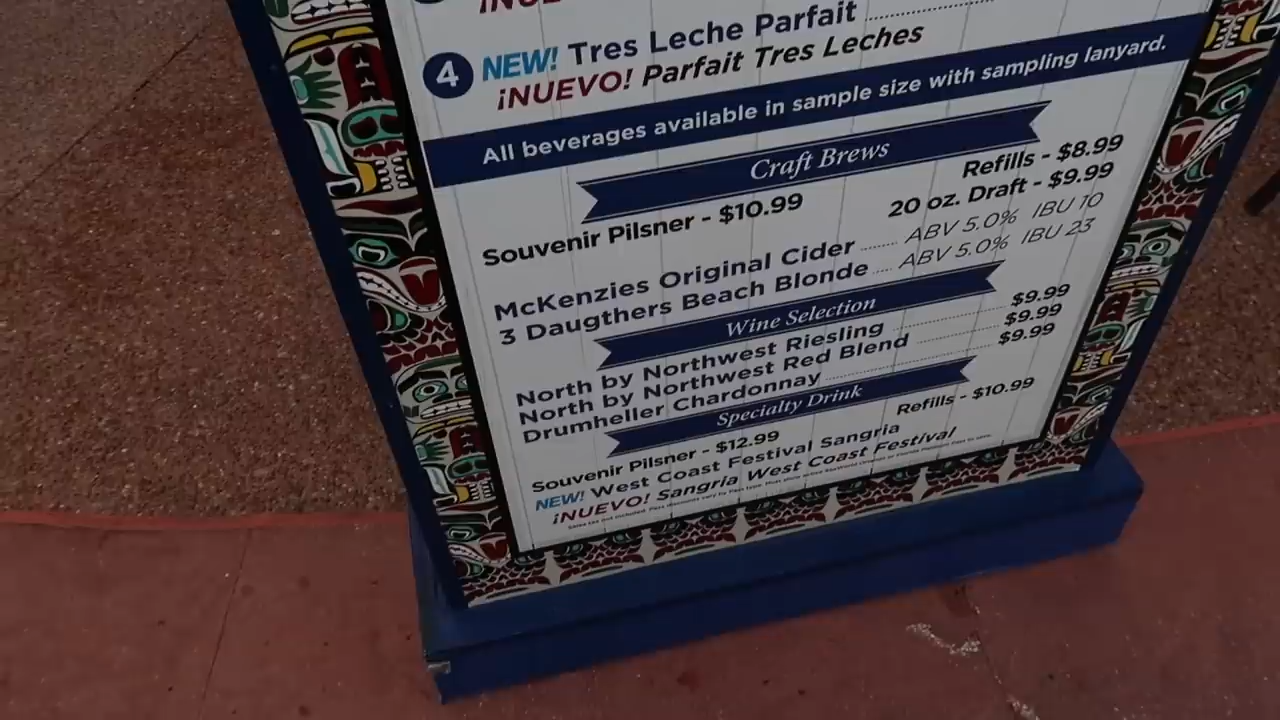 ¡NUE
4 NEW! Tres Leche Parfait
¡NUEVO! Parfait Tres Leches
All beverages available in sample size with sampling lanyard.
Craft Brews
Souvenir Pilsner - $10.99 Refills - $8.99
20 oz. Draft - $9.99
McKenzies Original Cider ABV 5.0% IBU 10
3 Daugthers Beach Blonde ABV 5.0% IBU 23
Wine Selection
North by Northwest Riesling $9.99
North by Northwest Red Blend $9.99
Drumheller Chardonnay $9.99
Specialty Drink
Souvenir Pilsner - $12.99 Refills - $10.99
NEW! West Coast Festival Sangria
¡NUEVO! Sangria West Coast Festival